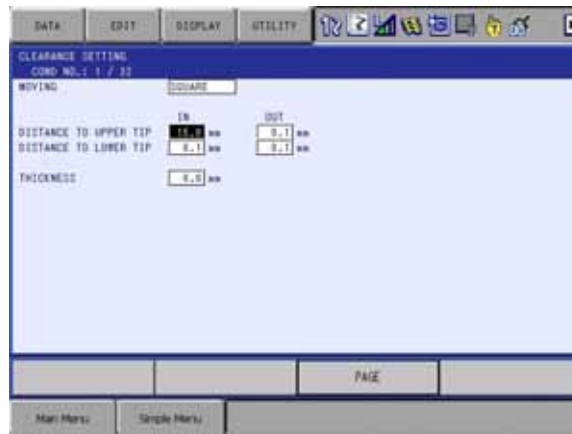 DATA EDIT DISPLAY UTILITY
CLEARANCE SETTING
COND NO.: 1 / 32
MOVING SQUARE
IN OUT
DISTANCE TO UPPER TIP mm 0.1 mm
DISTANCE TO LOWER TIP 0.1 mm 0.1 mm
THICKNESS 0.0 mm
PAGE
Main Menu Simple Menu